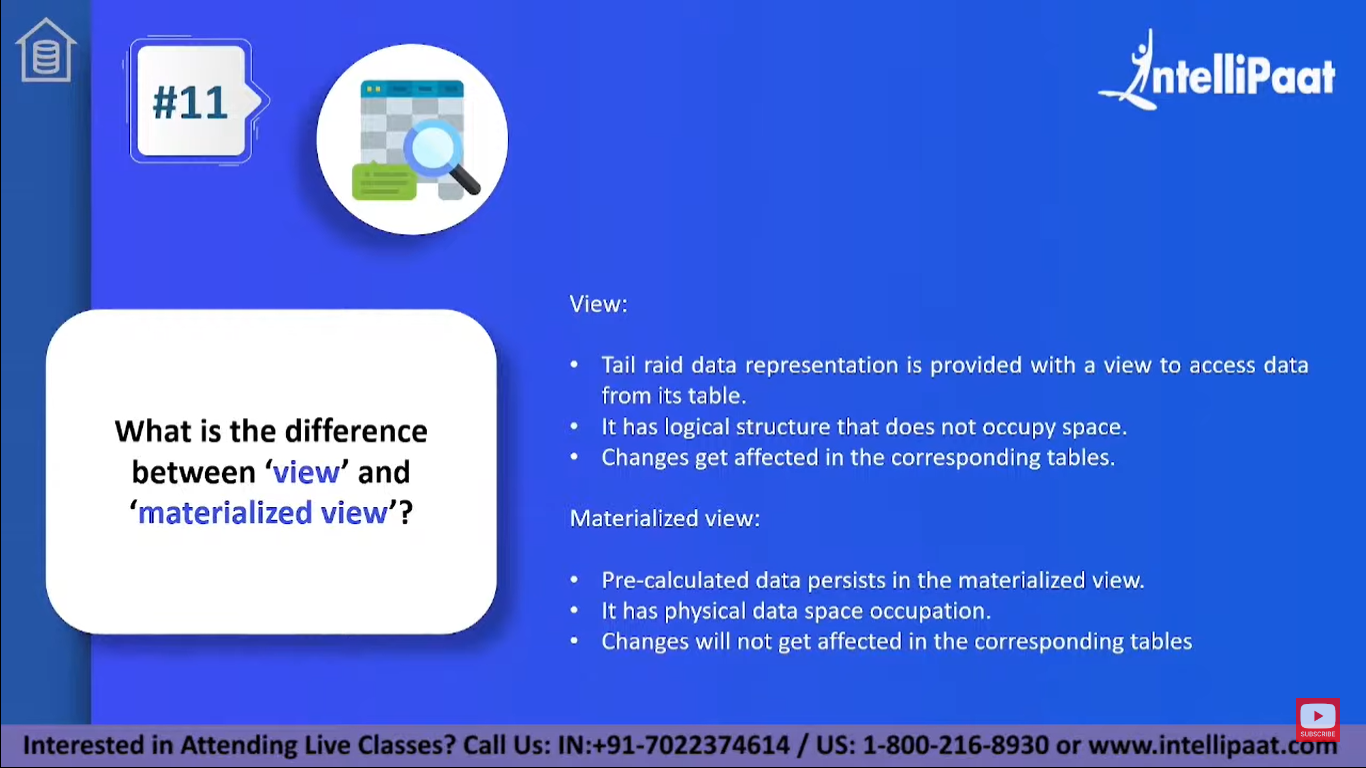 #11
IntelliPaat
What is the difference
between ‘view’ and
‘materialized view’?
View:
• Tail raid data representation is provided with a view to access data
from its table.
• It has logical structure that does not occupy space.
• Changes get affected in the corresponding tables.
Materialized view:
• Pre-calculated data persists in the materialized view.
• It has physical data space occupation.
• Changes will not get affected in the corresponding tables
SUBSCRIBE
Interested in Attending Live Classes? Call Us: IN:+91-7022374614 / US: 1-800-216-8930 or www.intellipaat.com